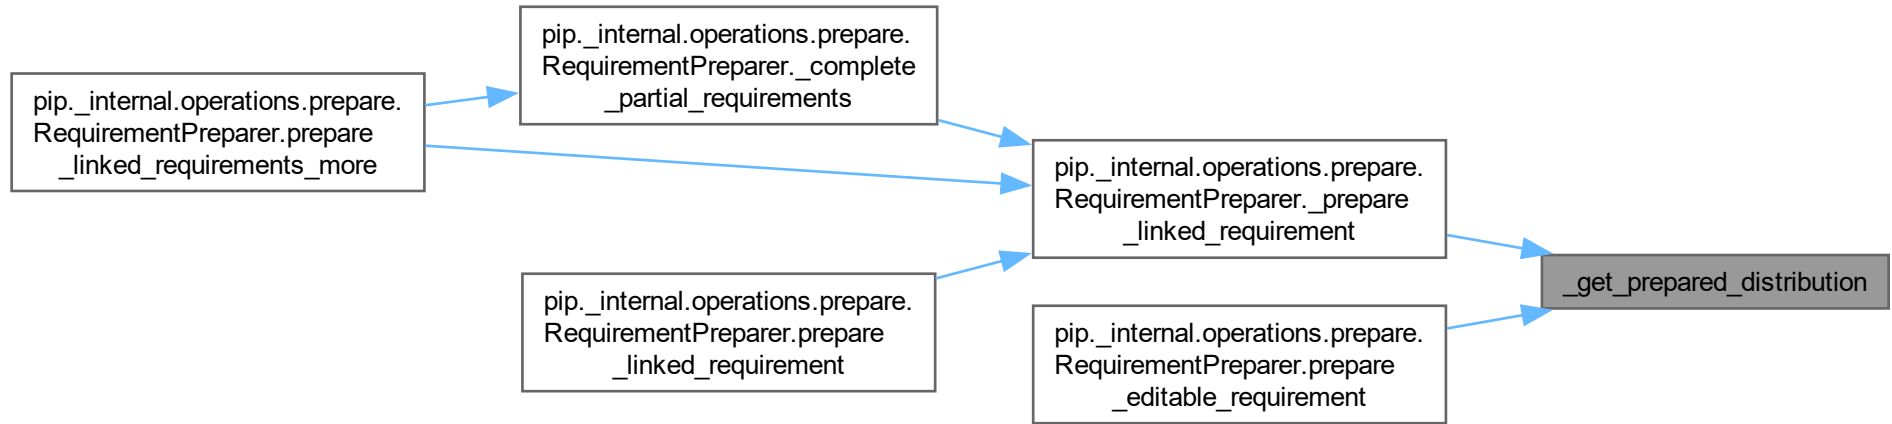 pip._internal.operations.prepare.
RequirementPreparer.prepare
_linked_requirements_more
pip._internal.operations.prepare.
RequirementPreparer._complete
_partial_requirements
pip._internal.operations.prepare.
RequirementPreparer.prepare
_linked_requirement
pip._internal.operations.prepare.
RequirementPreparer._prepare
_linked_requirement
pip._internal.operations.prepare.
RequirementPreparer.prepare
_editable_requirement
_get_prepared_distribution